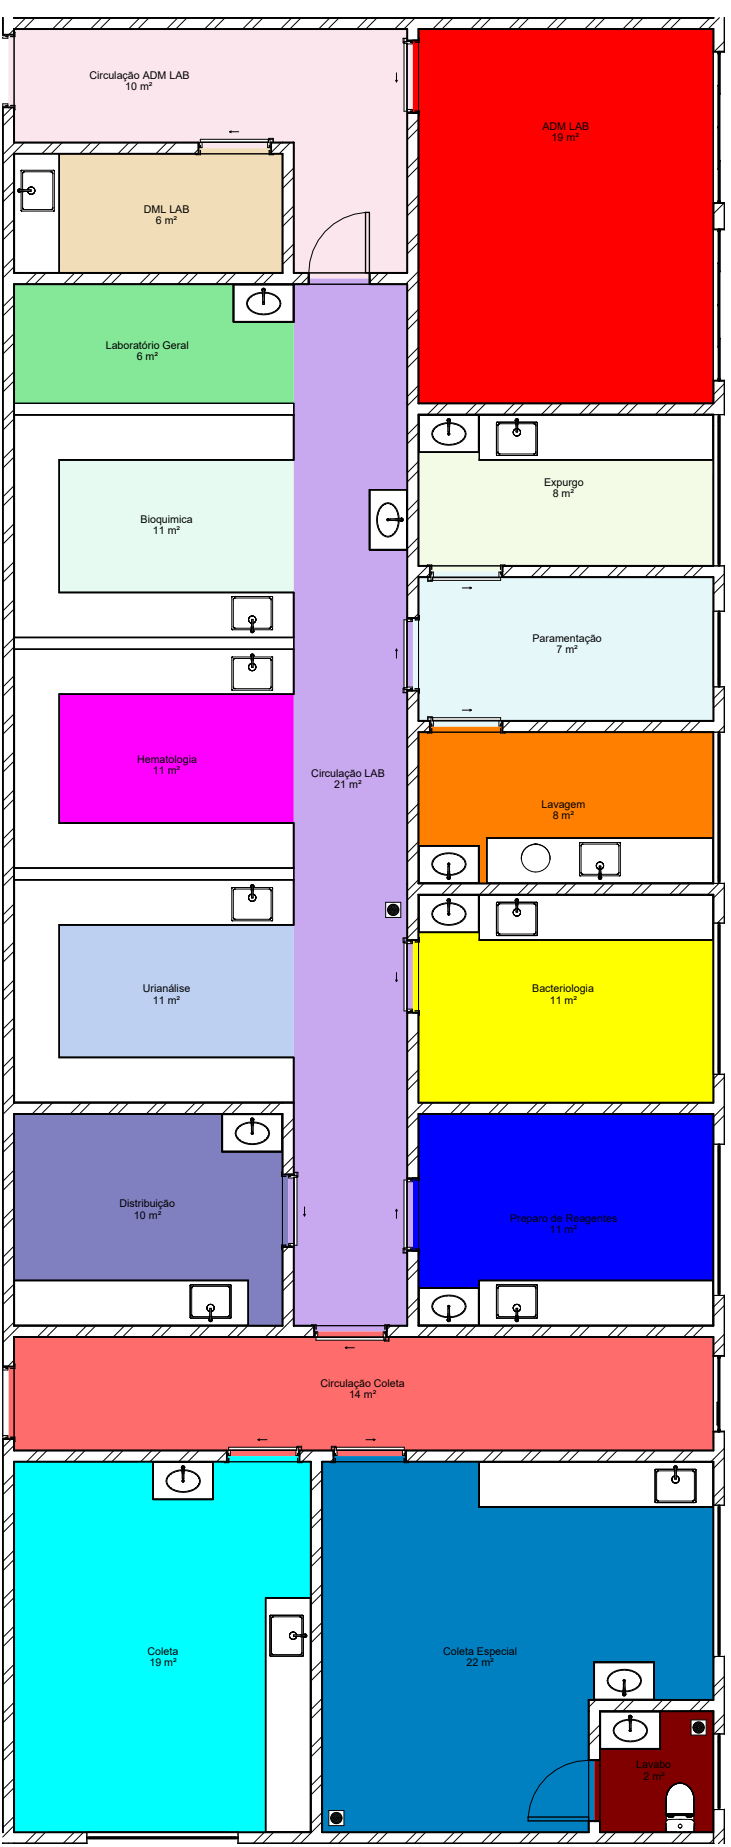 Circulação ADM LAB
10 m²
ADM LAB
19 m²
DML LAB
6 m²
Laboratório Geral
6 m²
Expurgo
8 m²
Bioquimica
11 m²
Paramentação
7 m²
Hematologia
11 m²
Circulação LAB
21 m²
Lavagem
8 m²
Urianálise
11 m²
Bacteriologia
11 m²
Distribuição
10 m²
Preparo de Reagentes
11 m²
Circulação Coleta
14 m²
Coleta
19 m²
Coleta Especial
22 m²
Lavabo
2 m²